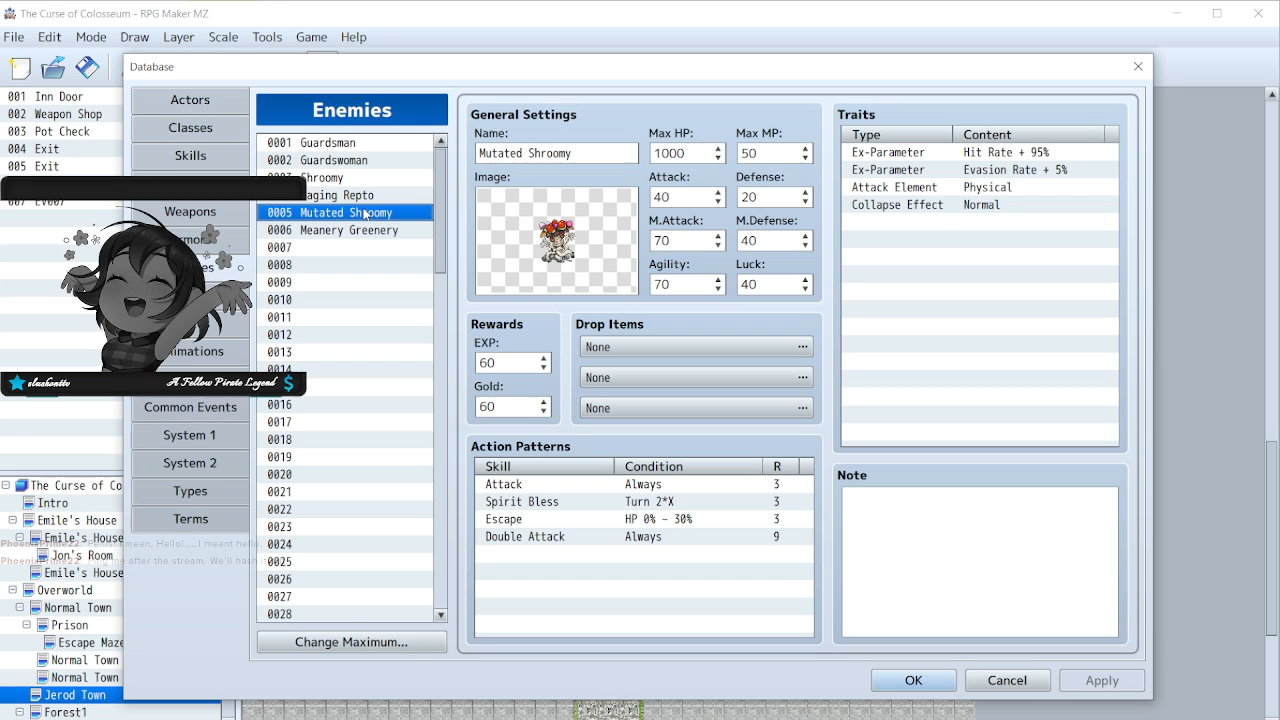 The Curse of Colosseum - RPG Maker MZ
File Edit Mode Draw Layer Scale Tools Game Help
Database
001 Inn Door
002 Weapon Shop
003 Pot Check
004 Exit
005 Exit
Actors
Classes
Skills
Weapons
Common Events
System 1
System 2
Types
Terms
Enemies
0001 Guardsman
0002 Guardswoman
Shroomy
aging Repto
0005 Mutated Shroomy
0006 Meanery Greenery
0007
0008
0009
0010
0011
0012
0013
0014
0016
0017
0018
0019
0020
0021
0022
0023
0024
0025
0026
0027
0028
Change Maximum...
General Settings
Name:
Mutated Shroomy
Image:
Max HP: Max MP:
1000 50
Attack: Defense:
40 20
M.Attack: M.Defense:
70 40
Agility: Luck:
70 40
Rewards
EXP:
60
Gold:
60
Drop Items
None ...
None ...
None ...
Action Patterns
Skill Condition R
Attack Always 3
Spirit Bless Turn 2*X 3
Escape HP 0% ~ 30% 3
Double Attack Always 9
Traits
Type Content
Ex-Parameter Hit Rate + 95%
Ex-Parameter Evasion Rate + 5%
Attack Element Physical
Collapse Effect Normal
Note
OK Cancel Apply
A Fellow Pirate Legend
The Curse of Co
Intro
Emile's House
Emile's House
Jon's Room
Emile's House
Overworld
Normal Town
Prison
Escape Maze
Normal Town
Normal Town
Jerod Town
Forest1